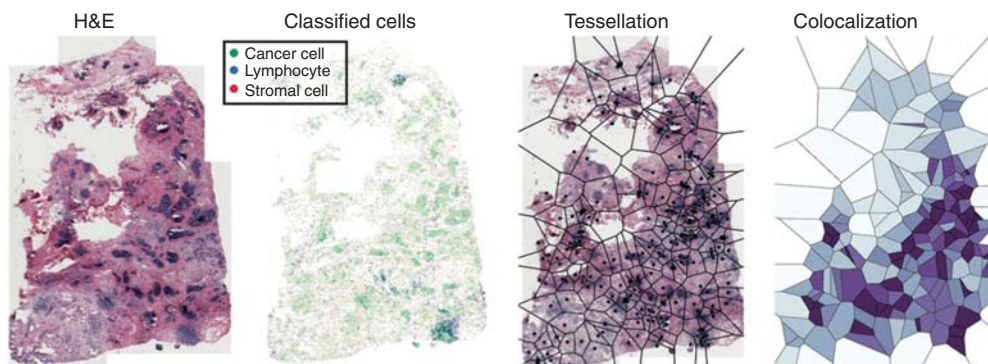 H&E
Classified cells
Tessellation
Colocalization
Cancer cell
Lymphocyte
Stromal cell